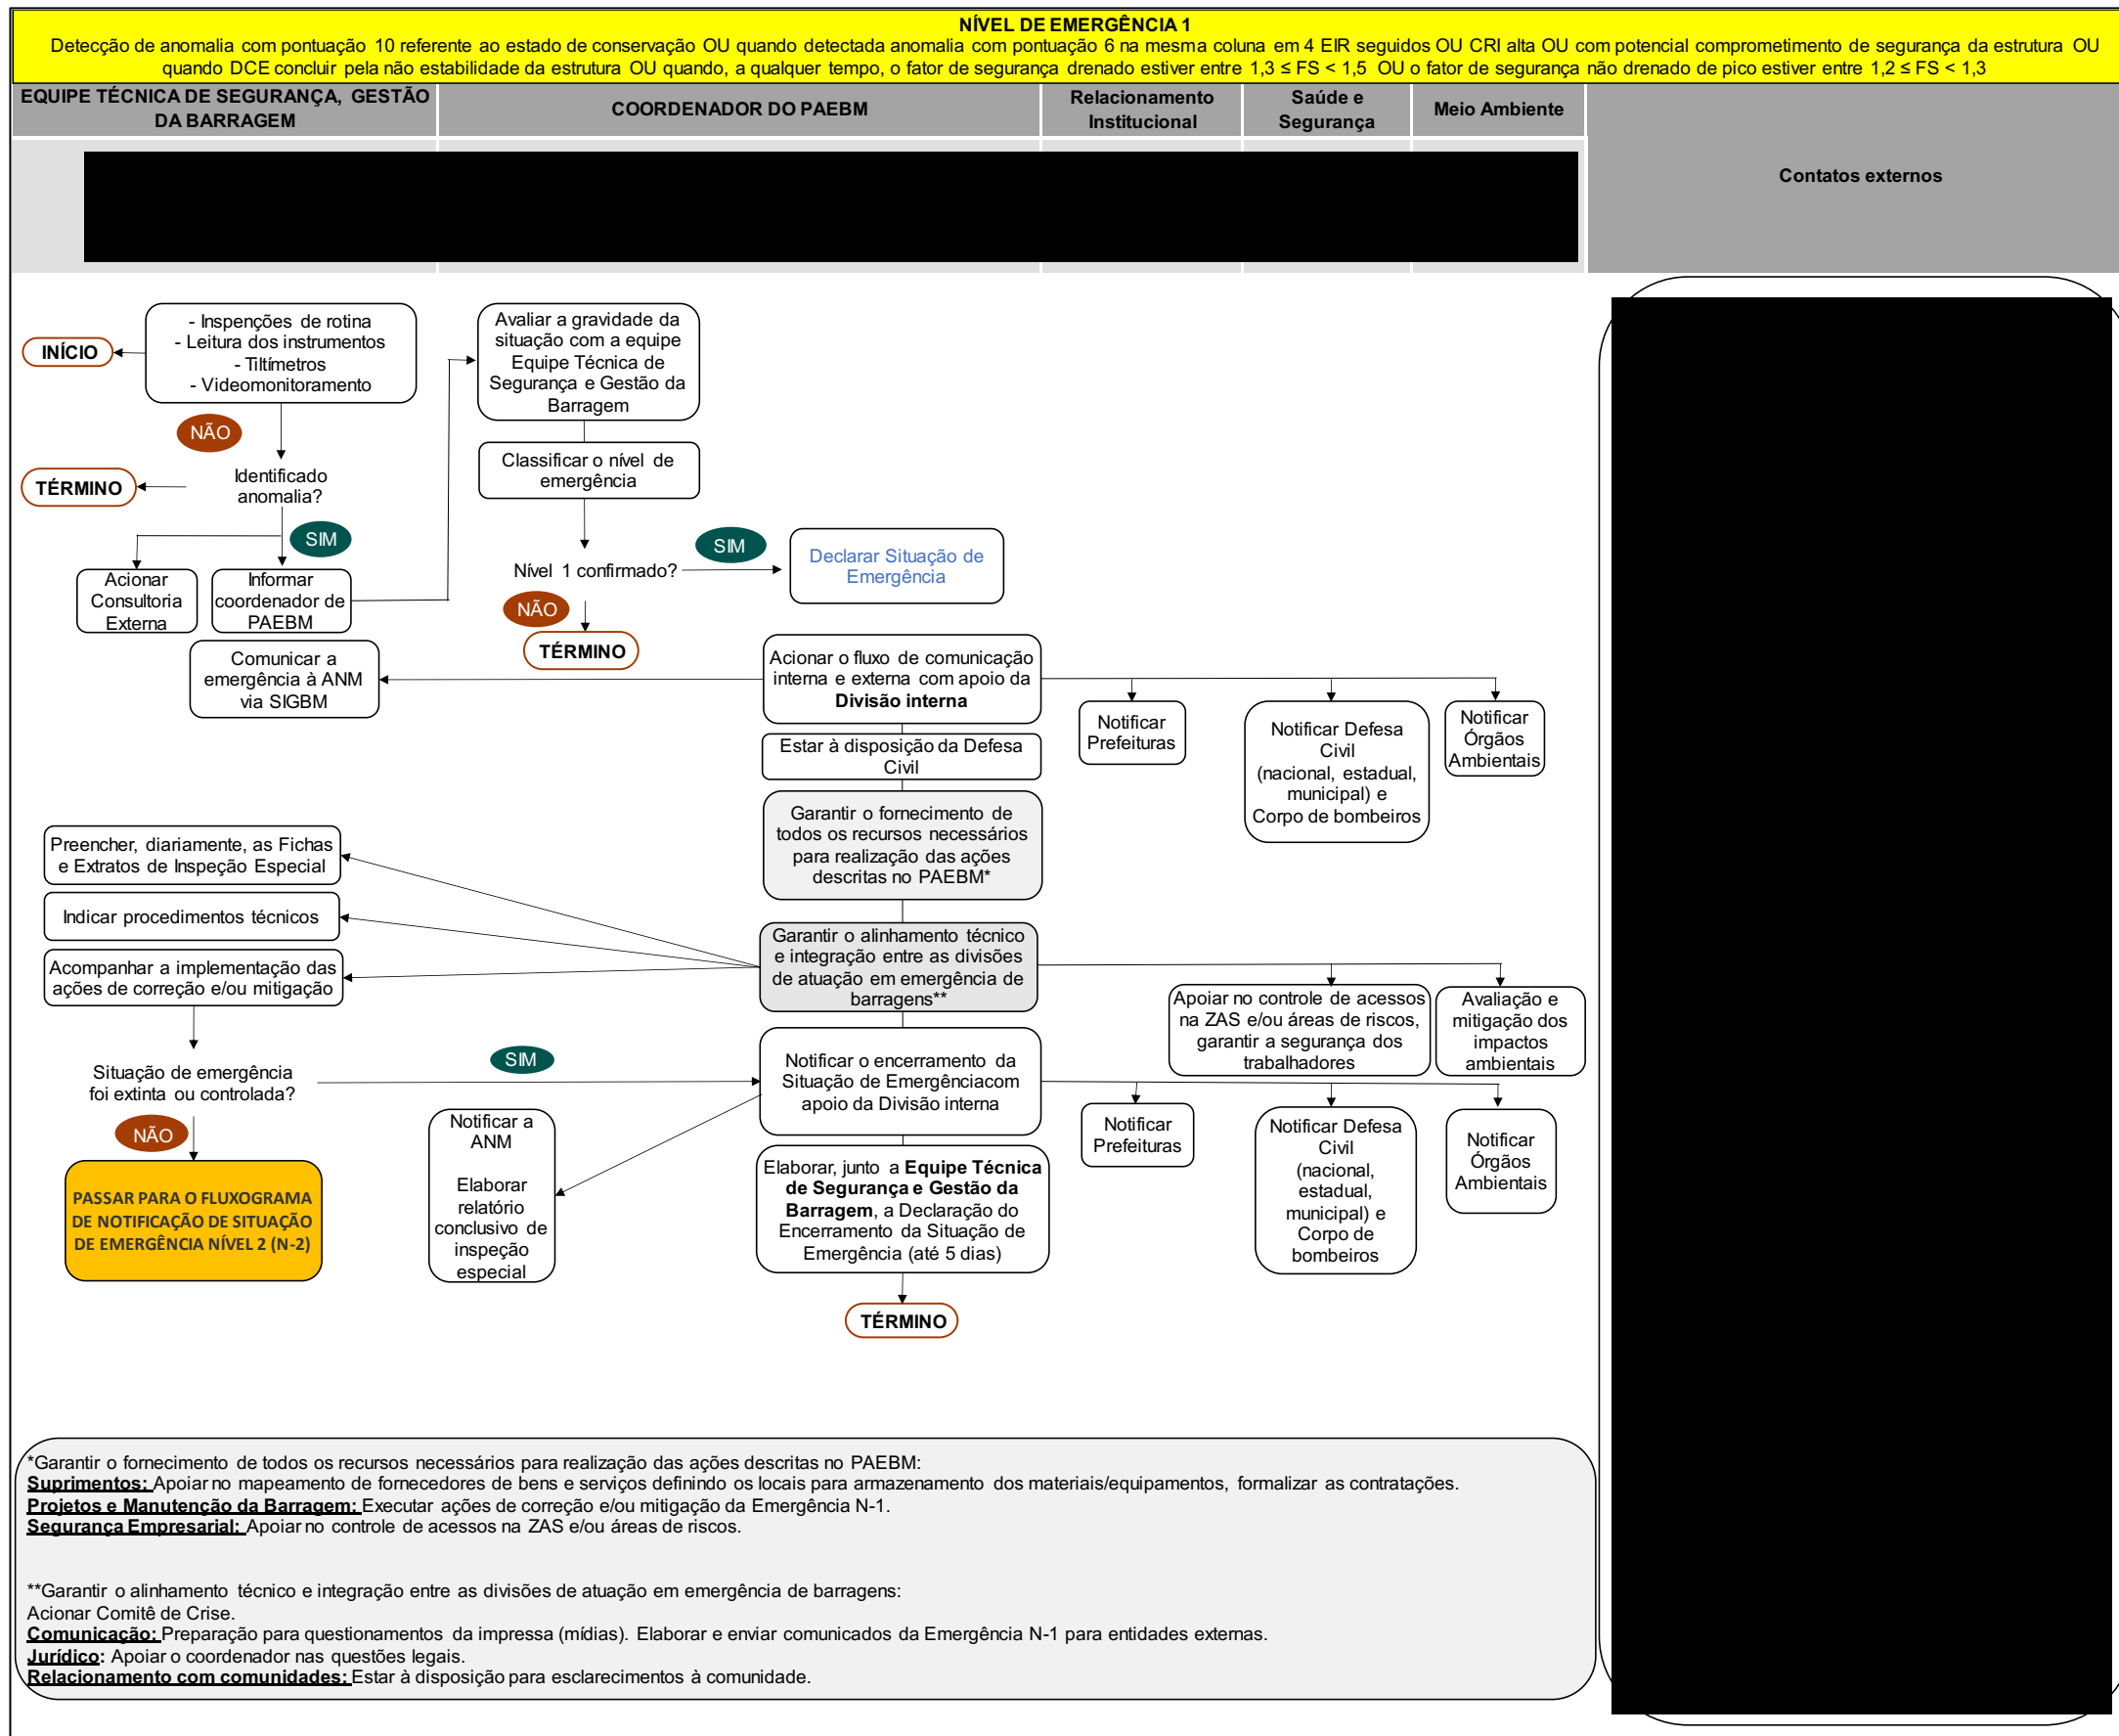 NÍVEL DE EMERGÊNCIA 1
Detecção de anomalia com pontuação 10 referente ao estado de conservação OU quando detectada anomalia com pontuação 6 na mesma coluna em 4 EIR seguidos OU CRI alta OU com potencial comprometimento de segurança da estrutura OU
quando DCE concluir pela não estabilidade da estrutura OU quando, a qualquer tempo, o fator de segurança drenado estiver entre 1,3 ≤ FS < 1,5 OU o fator de segurança não drenado de pico estiver entre 1,2 ≤ FS < 1,3
EQUIPE TÉCNICA DE SEGURANÇA, GESTÃO
DA BARRAGEM
COORDENADOR DO PAEBM
Relacionamento
Institucional
Saúde e
Segurança
Meio Ambiente
Contatos externos
- Inspenções de rotina
- Leitura dos instrumentos
- Tiltímetros
- Videomonitoramento
INÍCIO
NÃO
Identificado
anomalia?
TÉRMINO
SIM
Acionar
Consultoria
Externa
Informar
coordenador de
PAEBM
Avaliar a gravidade da
situação com a equipe
Equipe Técnica de
Segurança e Gestão da
Barragem
Classificar o nível de
emergência
Nível 1 confirmado?
SIM
Declarar Situação de
Emergência
NÃO
TÉRMINO
Comunicar a
emergência à ANM
via SIGBM
Acionar o fluxo de comunicação
interna e externa com apoio da
Divisão interna
Notificar
Prefeituras
Notificar Defesa
Civil
(nacional, estadual,
municipal) e
Corpo de bombeiros
Notificar
Órgãos
Ambientais
Estar à disposição da Defesa
Civil
Garantir o fornecimento de
todos os recursos necessários
para realização das ações
descritas no PAEBM*
Preencher, diariamente, as Fichas
e Extratos de Inspeção Especial
Indicar procedimentos técnicos
Acompanhar a implementação das
ações de correção e/ou mitigação
Garantir o alinhamento técnico
e integração entre as divisões
de atuação em emergência de
barragens**
Apoiar no controle de acessos
na ZAS e/ou áreas de riscos,
garantir a segurança dos
trabalhadores
Avaliação e
mitigação dos
impactos
ambientais
Situação de emergência
foi extinta ou controlada?
SIM
Notificar o encerramento da
Situação de Emergênciacom
apoio da Divisão interna
Notificar
Prefeituras
Notificar Defesa
Civil
(nacional,
estadual,
municipal) e
Corpo de
bombeiros
Notificar
Órgãos
Ambientais
NÃO
PASSAR PARA O FLUXOGRAMA
DE NOTIFICAÇÃO DE SITUAÇÃO
DE EMERGÊNCIA NÍVEL 2 (N-2)
Notificar a
ANM
Elaborar
relatório
conclusivo de
inspeção
especial
Elaborar, junto a Equipe Técnica
de Segurança e Gestão da
Barragem, a Declaração do
Encerramento da Situação de
Emergência (até 5 dias)
TÉRMINO
*Garantir o fornecimento de todos os recursos necessários para realização das ações descritas no PAEBM:
Suprimentos: Apoiar no mapeamento de fornecedores de bens e serviços definindo os locais para armazenamento dos materiais/equipamentos, formalizar as contratações.
Projetos e Manutenção da Barragem: Executar ações de correção e/ou mitigação da Emergência N-1.
Segurança Empresarial: Apoiar no controle de acessos na ZAS e/ou áreas de riscos.
**Garantir o alinhamento técnico e integração entre as divisões de atuação em emergência de barragens:
Acionar Comitê de Crise.
Comunicação: Preparação para questionamentos da impressa (mídias). Elaborar e enviar comunicados da Emergência N-1 para entidades externas.
Jurídico: Apoiar o coordenador nas questões legais.
Relacionamento com comunidades: Estar à disposição para esclarecimentos à comunidade.